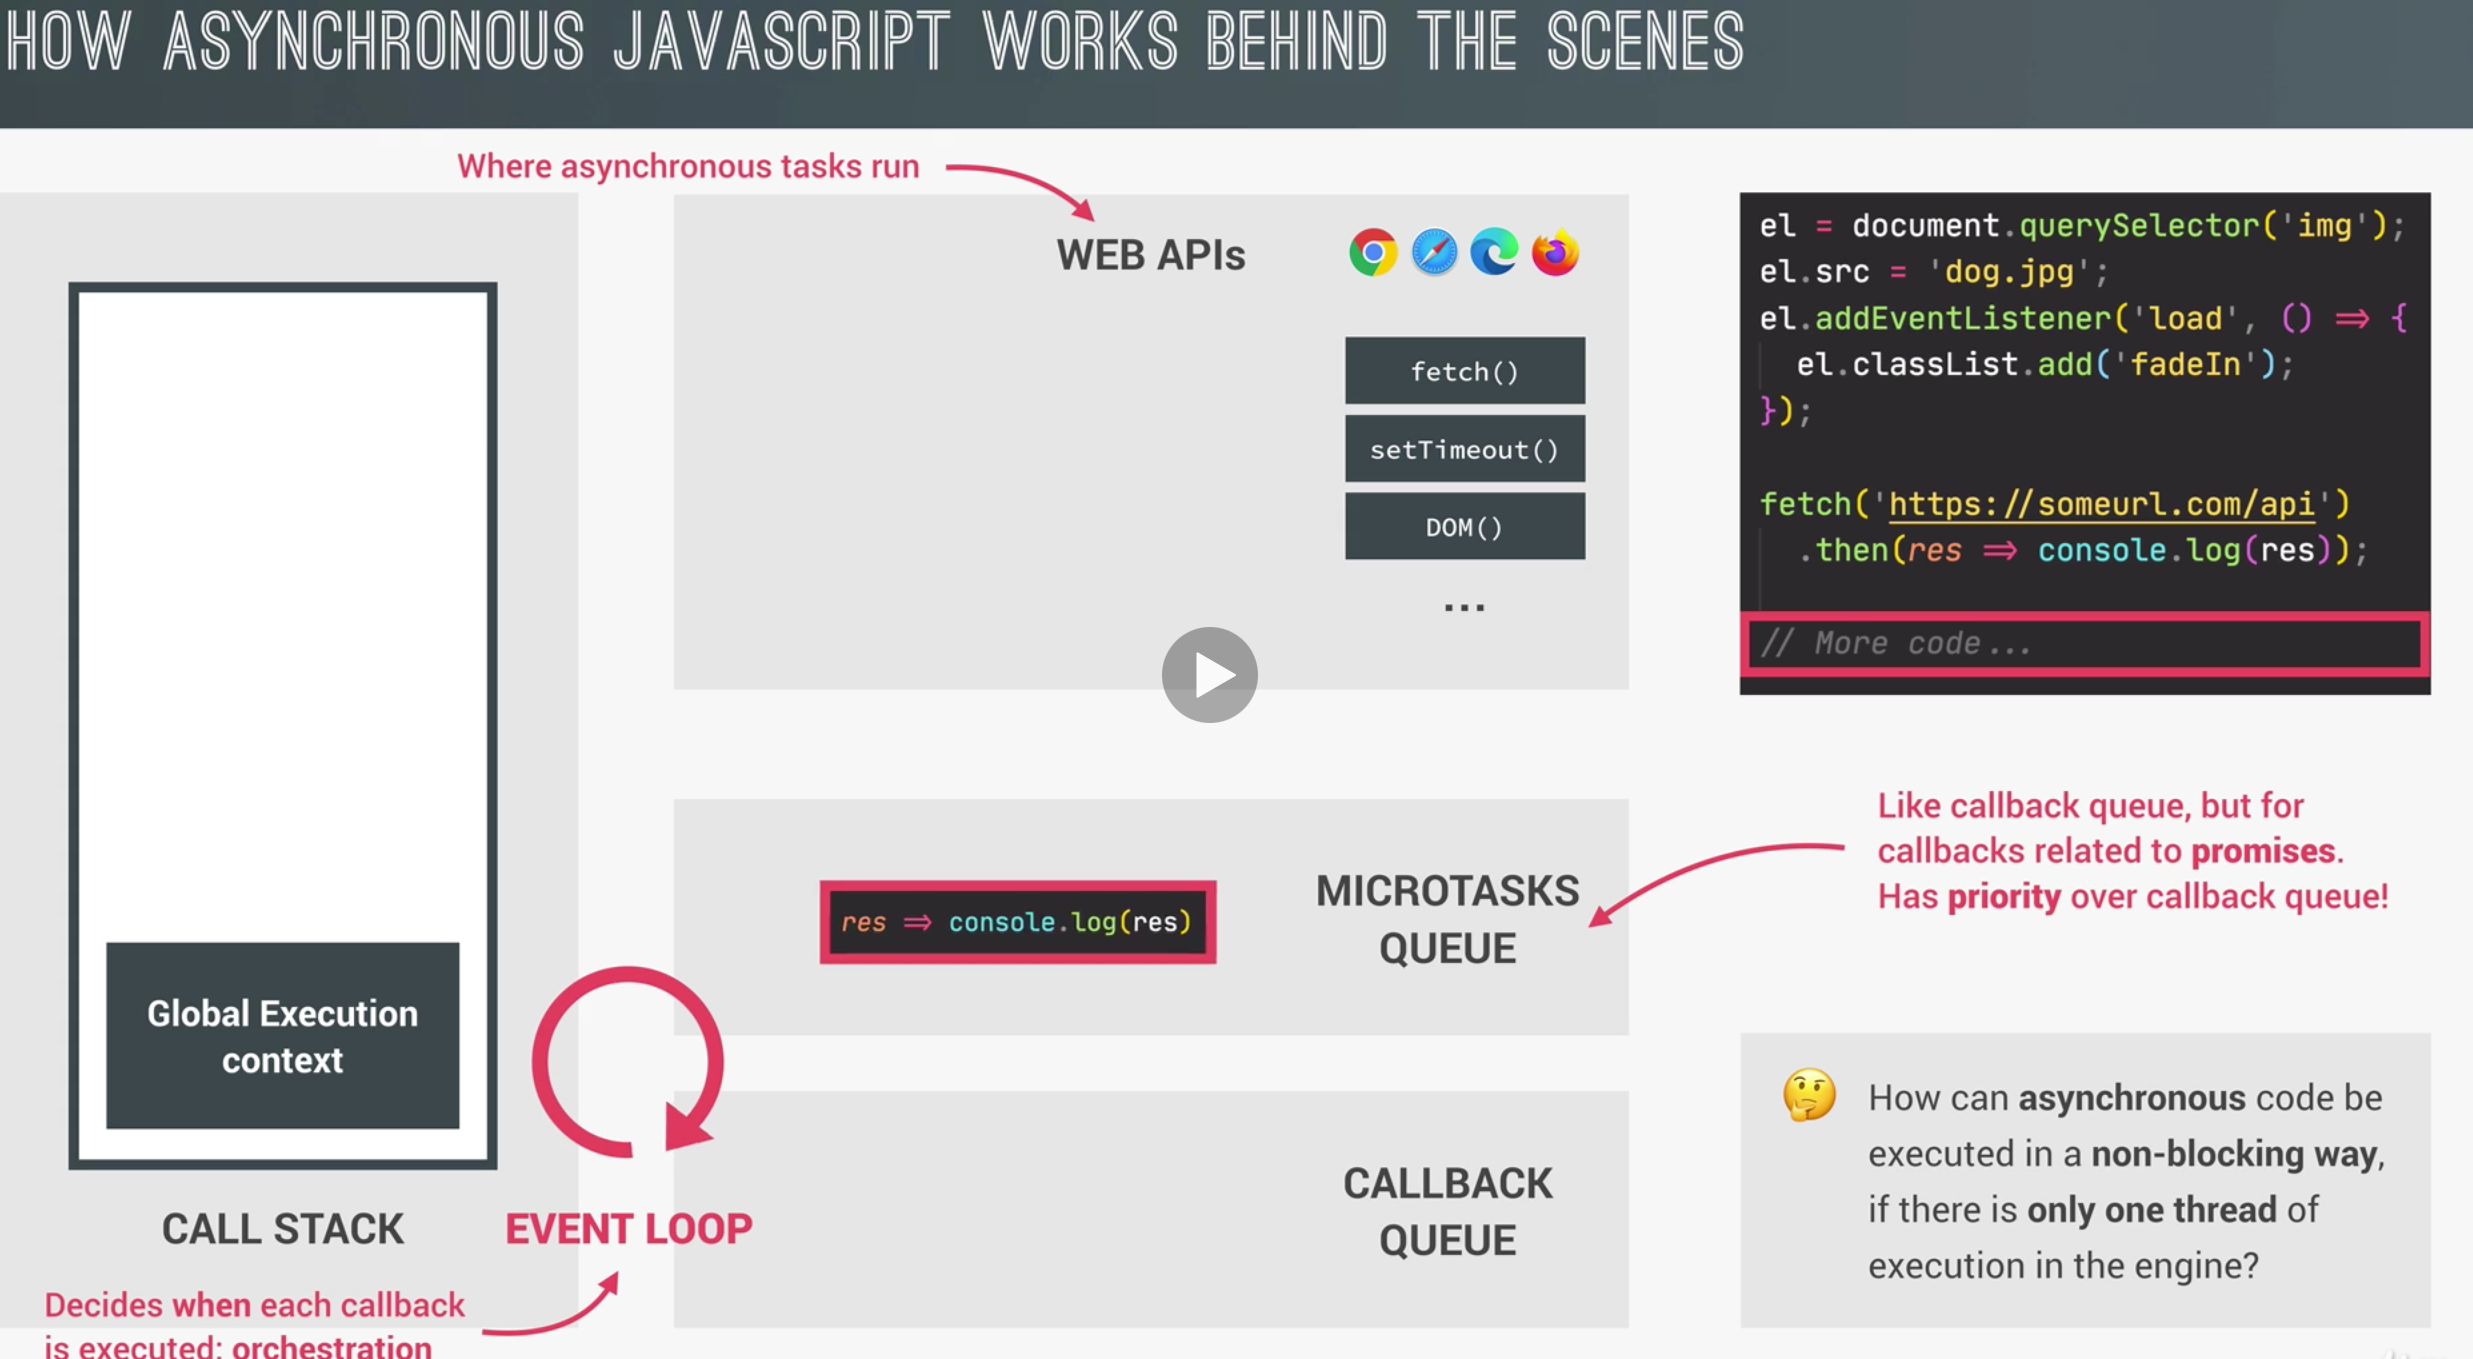 HOW ASYNCHRONOUS JAVASCRIPT WORKS BEHIND THE SCENES
Where asynchronous tasks run
WEB APIs
fetch()
setTimeout()
DOM()
...
el = document.querySelector('img');
el.src = 'dog.jpg';
el.addEventListener('load', () => {
el.classList.add('fadeIn');
});
fetch('https://someurl.com/api')
.then(res => console.log(res));
// More code...
Global Execution
context
CALL STACK
EVENT LOOP
Decides when each callback
is executed: orchestration
res => console.log(res)
MICROTASKS
QUEUE
Like callback queue, but for
callbacks related to promises.
Has priority over callback queue!
CALLBACK
QUEUE
How can asynchronous code be
executed in a non-blocking way,
if there is only one thread of
execution in the engine?